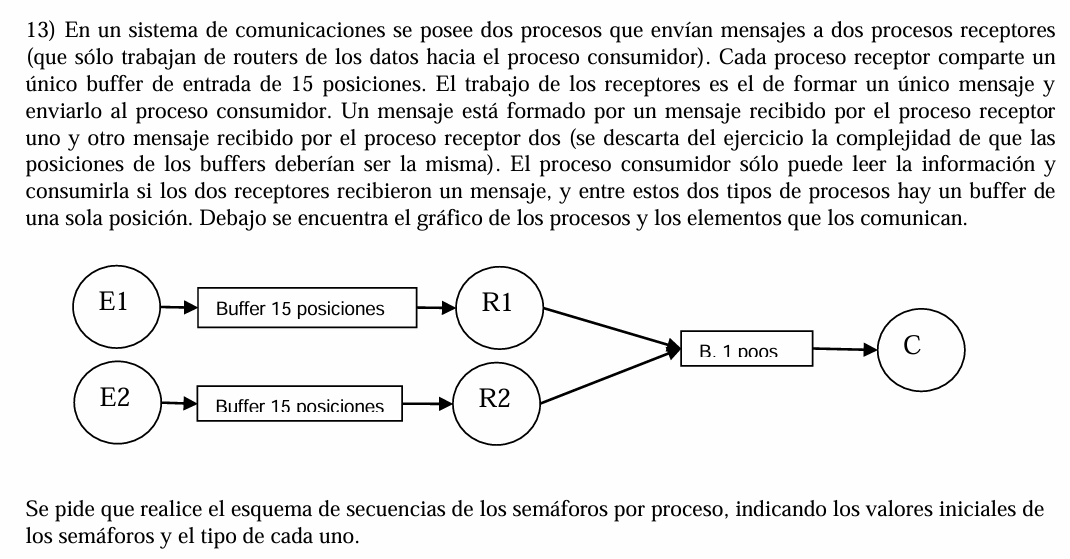 13) En un sistema de comunicaciones se posee dos procesos que envían mensajes a dos procesos receptores
(que sólo trabajan de routers de los datos hacia el proceso consumidor). Cada proceso receptor comparte un
único buffer de entrada de 15 posiciones. El trabajo de los receptores es el de formar un único mensaje y
enviarlo al proceso consumidor. Un mensaje está formado por un mensaje recibido por el proceso receptor
uno y otro mensaje recibido por el proceso receptor dos (se descarta del ejercicio la complejidad de que las
posiciones de los buffers deberían ser la misma). El proceso consumidor sólo puede leer la información y
consumirla si los dos receptores recibieron un mensaje, y entre estos dos tipos de procesos hay un buffer de
una sola posición. Debajo se encuentra el gráfico de los procesos y los elementos que los comunican.
E1
Buffer 15 posiciones
R1
B. 1 poos
C
E2
Buffer 15 posiciones
R2
Se pide que realice el esquema de secuencias de los semáforos por proceso, indicando los valores iniciales de
los semáforos y el tipo de cada uno.